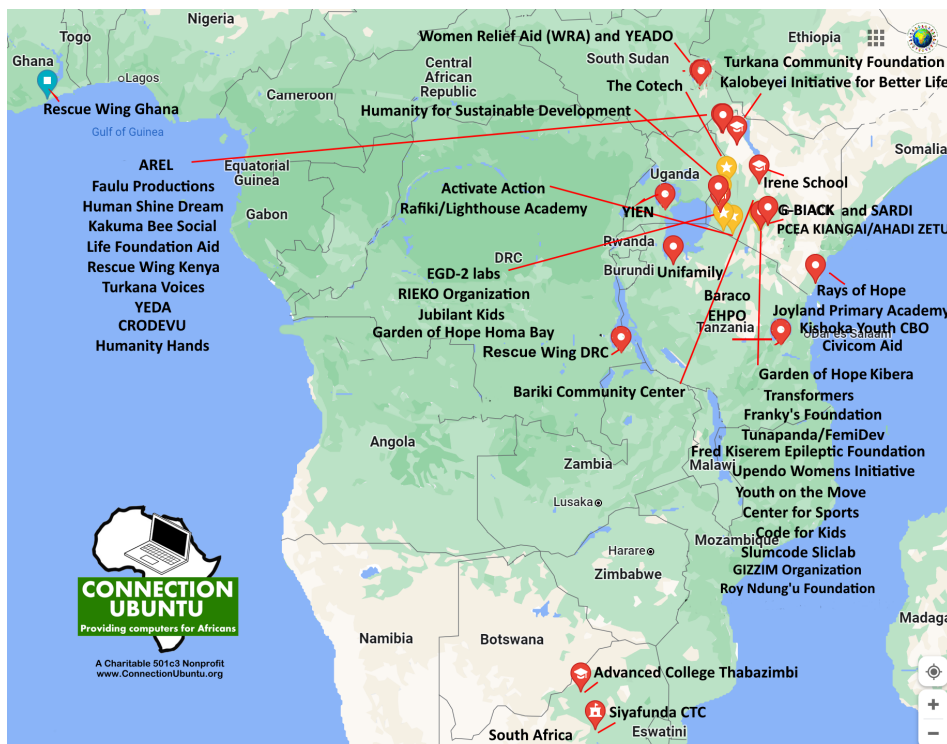 Nigeria
Togo
Ghana
Lagos
Rescue Wing Ghana
Gulf of Guinea
Cameroon
Central
African
Republic
Equatorial
Guinea
Gabon
Women Relief Aid (WRA) and YEADO
South Sudan
Ethiopia
The Cotech
Turkana Community Foundation
Kalobeyei Initiative for Better Life
Humanity for Sustainable Development
Somalia
AREL
Faulu Productions
Human Shine Dream
Kakuma Bee Social
Life Foundation Aid
Rescue Wing Kenya
Turkana Voices
YEDA
CRODEVU
Humanity Hands
Uganda
Irene School
Activate Action
Rafiki/Lighthouse Academy
YIEN
G-BIACK and SARDI
PCEA KIANGAI/AHADI ZETU
Rwanda
DRC
Burundi
Unifamily
EGD-2 labs
RIEKO Organization
Jubilant Kids
Garden of Hope Homa Bay
Rescue Wing DRC
Baraco
EHPO
Tanzania
Rays of Hope
Joyland Primary Academy
Kishoka Youth CBO
Dar es Salaam
Civicom Aid
Bariki Community Center
Garden of Hope Kibera
Transformers
Franky's Foundation
Tunapanda/FemiDev
Fred Kiserem Epileptic Foundation
Upendo Womens Initiative
Youth on the Move
Center for Sports
Code for Kids
Slumcode Sliclab
GIZZIM Organization
Roy Ndung'u Foundation
Angola
Zambia
Malawi
Lusaka
Mozambique
Harare
Zimbabwe
Madaga
Namibia
Botswana
CONNECTION
UBUNTU
Providing computers for Africans
A Charitable 501c3 Nonprofit
www.ConnectionUbuntu.org
Advanced College Thabazimbi
Siyafunda CTC
South Africa
Eswatini